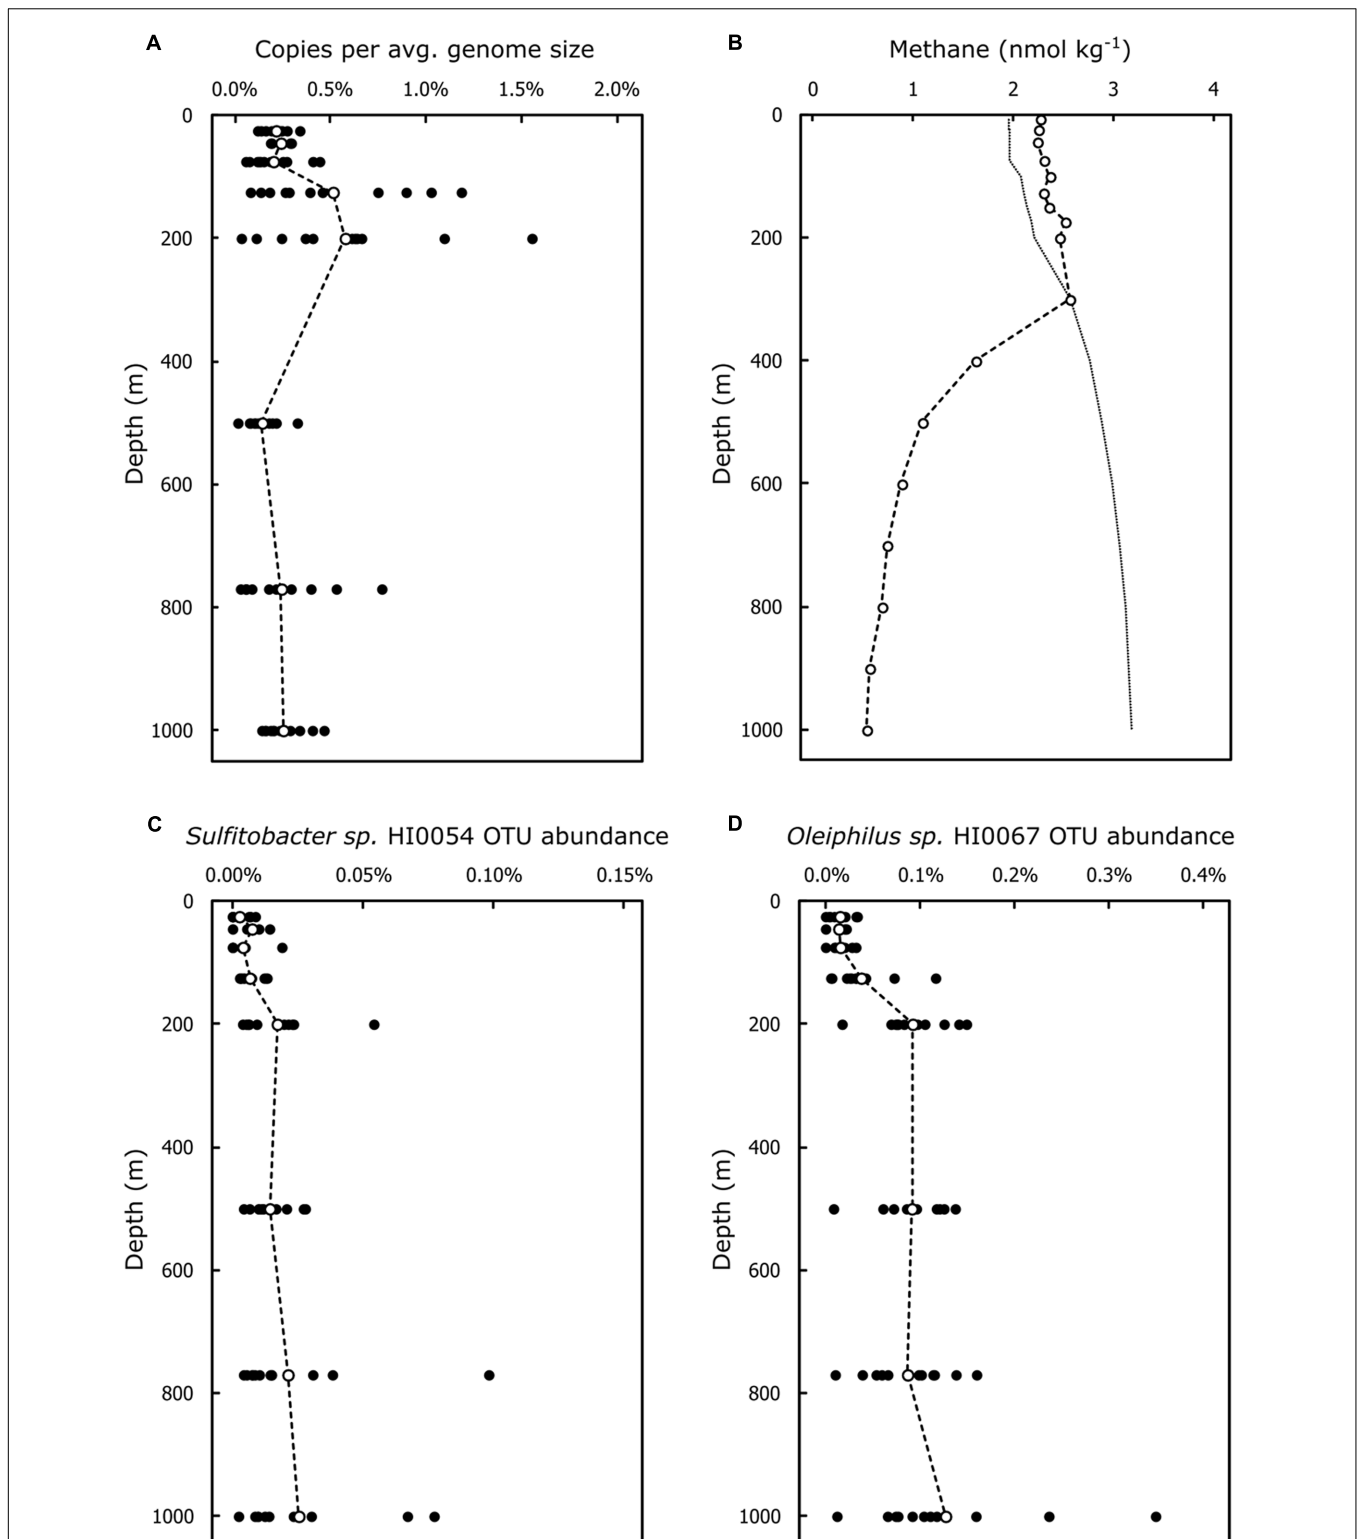 A Copies per avg. genome size
0.0% 0.5% 1.0% 1.5% 2.0%
0
200
400
600
800
1000
Depth (m)
B Methane (nmol kg-1)
0 1 2 3 4
0
200
400
600
800
1000
Depth (m)
C Sulfitobacter sp. HI0054 OTU abundance
0.00% 0.05% 0.10% 0.15%
0
200
400
600
800
1000
Depth (m)
D Oleiphilus sp. HI0067 OTU abundance
0.0% 0.1% 0.2% 0.3% 0.4%
0
200
400
600
800
1000
Depth (m)